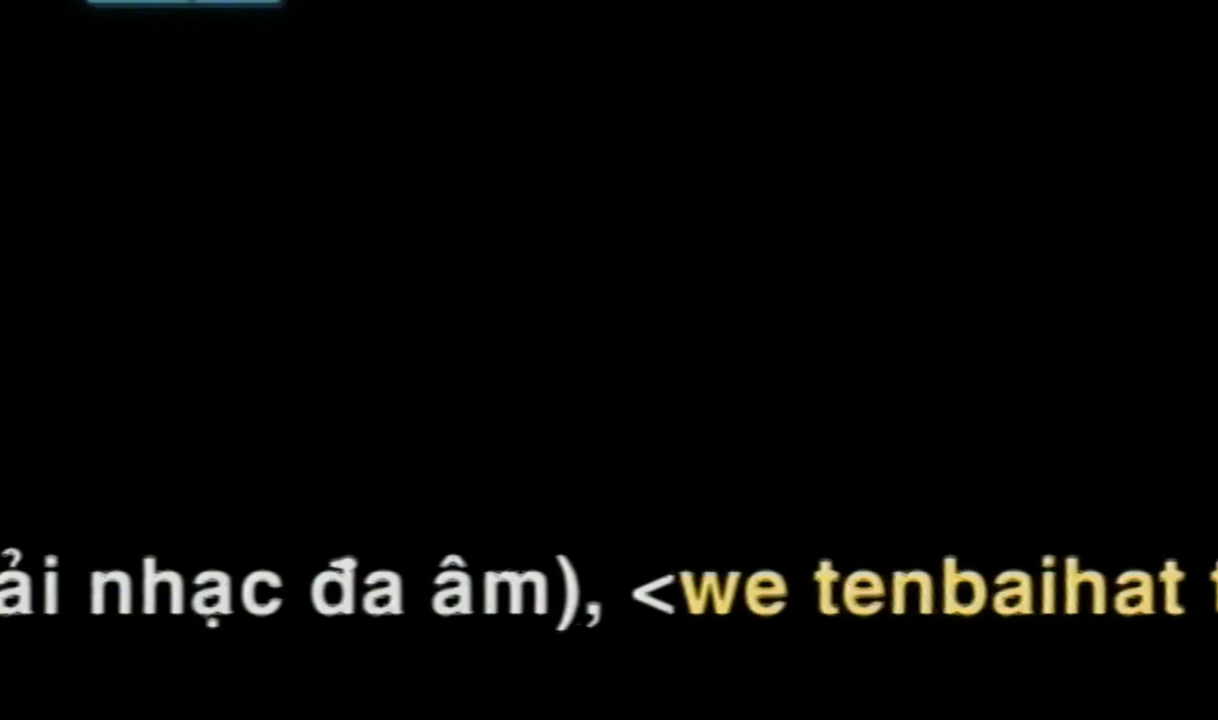 ải nhạc đa âm), <we tenbaihat